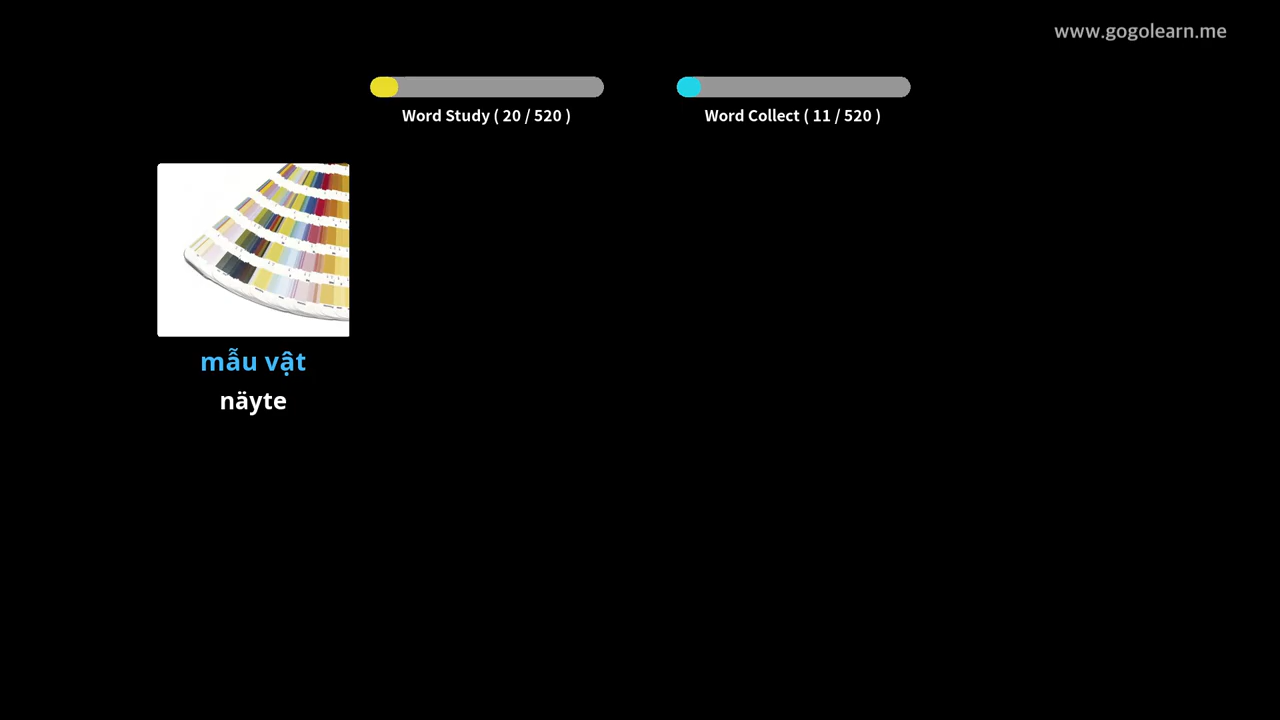 www.gogolearn.me
Word Study ( 20 / 520 )
Word Collect ( 11 / 520 )
mẫu vật
näyte